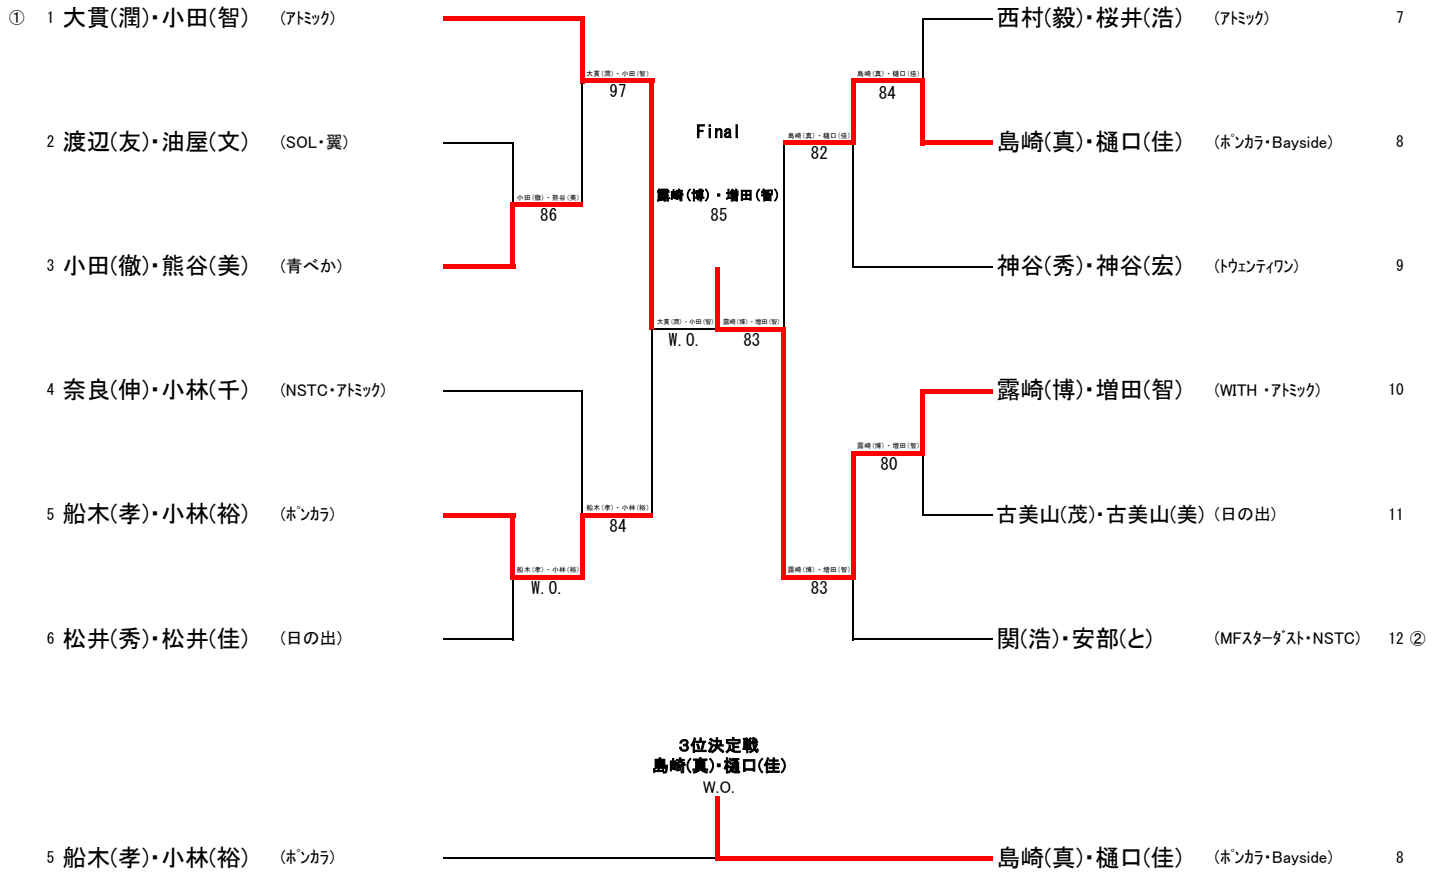 ① 1 大貫(潤)・小田(智) (アトミック)
西村(毅)・桜井(浩) (アトミック) 7
大貫(潤)・小田(智)
97
島崎(真)・樋口(佳)
84
Final
2 渡辺(友)・油屋(文) (SOL・翼)
島崎(真)・樋口(佳)
82
島崎(真)・樋口(佳) (ポンカラ・Bayside) 8
小田(徹)・熊谷(美)
86
露崎(博)・増田(智)
85
3 小田(徹)・熊谷(美) (青べか)
神谷(秀)・神谷(宏) (トウェンティワン) 9
大貫(潤)・小田(智)
W.O.
露崎(博)・増田(智)
83
4 奈良(伸)・小林(千) (NSTC・アトミック)
露崎(博)・増田(智) (WITH・アトミック) 10
露崎(博)・増田(智)
80
5 船木(孝)・小林(裕) (ポンカラ)
船木(孝)・小林(裕)
84
古美山(茂)・古美山(美) (日の出) 11
船木(孝)・小林(裕)
W.O.
露崎(博)・増田(智)
83
6 松井(秀)・松井(佳) (日の出)
関(浩)・安部(と) (MFスターダスト・NSTC) 12 ②
3位決定戦
島崎(真)・樋口(佳)
W.O.
5 船木(孝)・小林(裕) (ポンカラ)
島崎(真)・樋口(佳) (ポンカラ・Bayside) 8